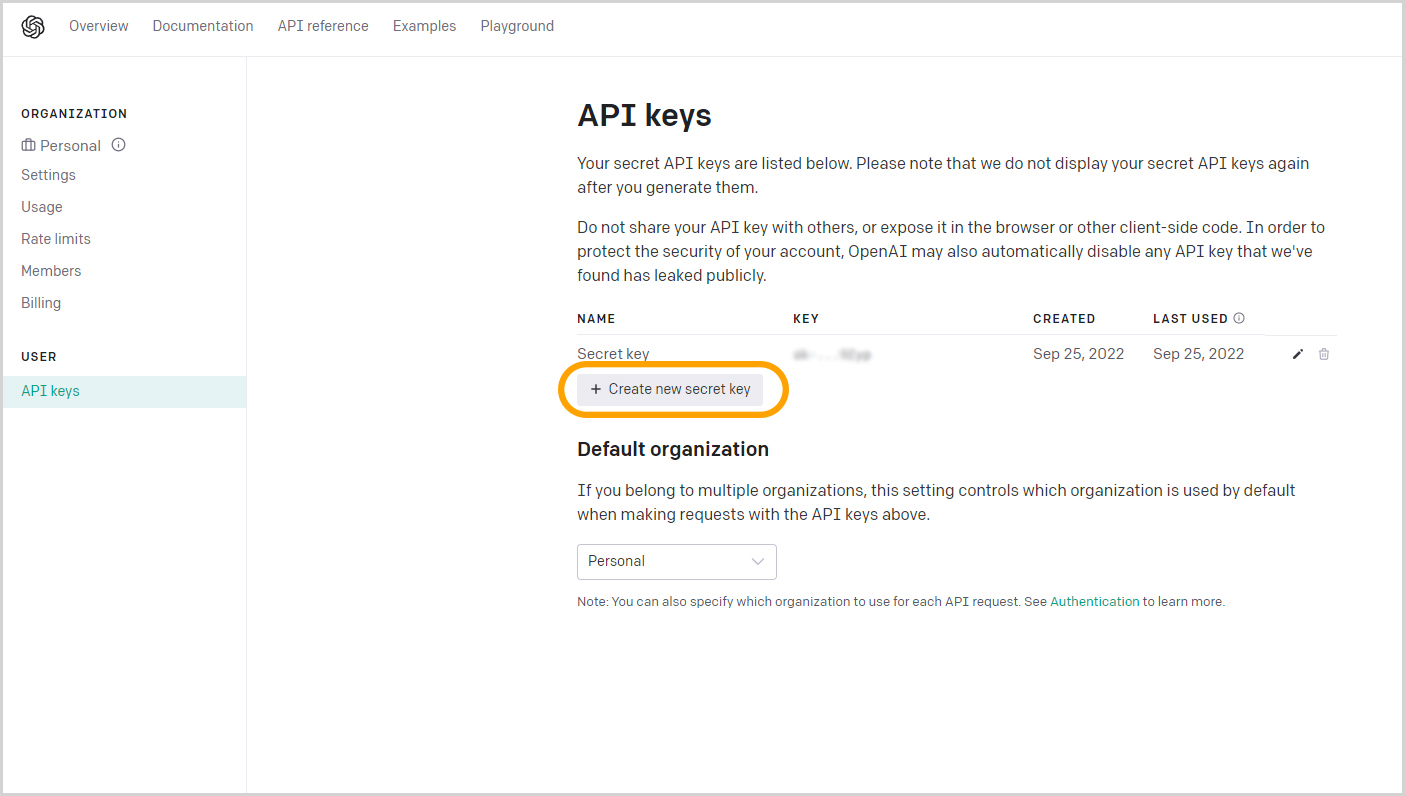 Overview Documentation API reference Examples Playground
ORGANIZATION
Personal
Settings
Usage
Rate limits
Members
Billing
USER
API keys
API keys
Your secret API keys are listed below. Please note that we do not display your secret API keys again
after you generate them.
Do not share your API key with others, or expose it in the browser or other client-side code. In order to
protect the security of your account, OpenAI may also automatically disable any API key that we've
found has leaked publicly.
NAME KEY CREATED LAST USED
Secret key Sep 25, 2022 Sep 25, 2022
+ Create new secret key
Default organization
If you belong to multiple organizations, this setting controls which organization is used by default
when making requests with the API keys above.
Personal
Note: You can also specify which organization to use for each API request. See Authentication to learn more.